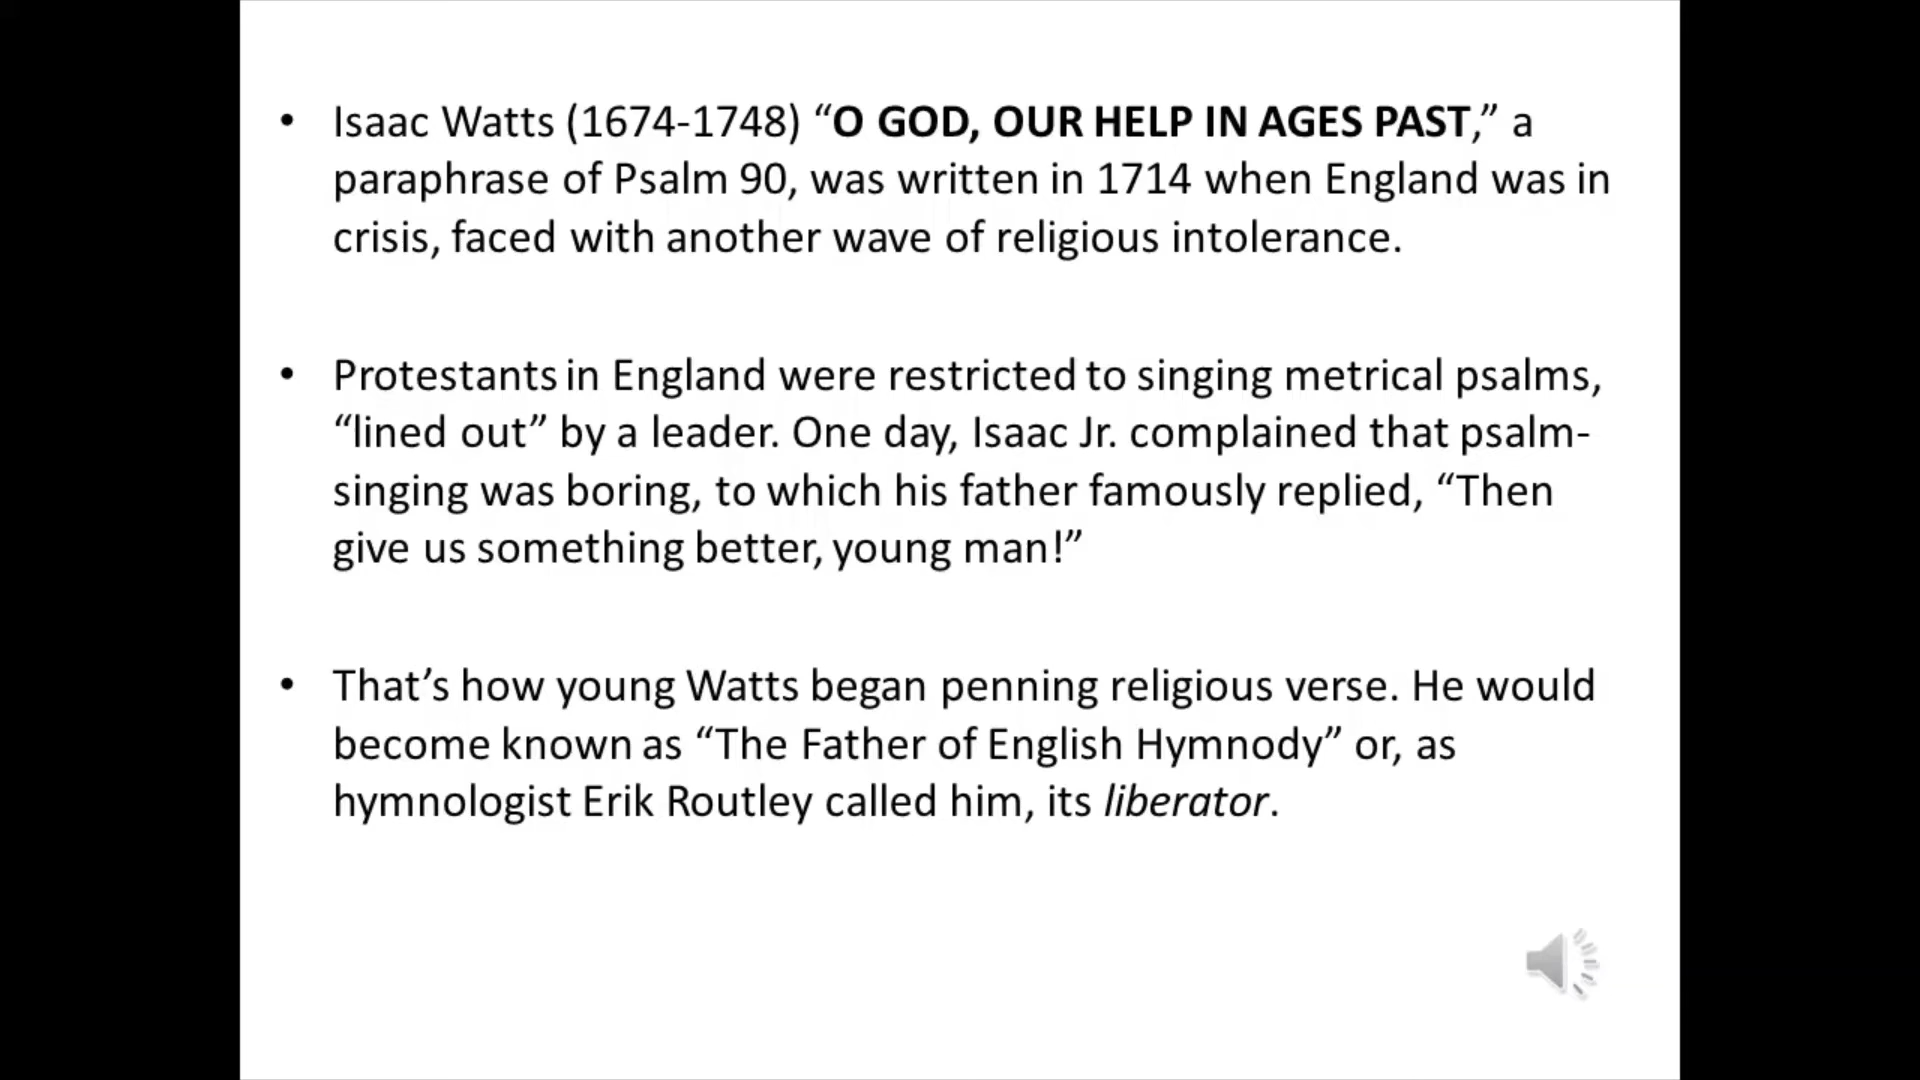 • Isaac Watts (1674-1748) “O GOD, OUR HELP IN AGES PAST,” a
paraphrase of Psalm 90, was written in 1714 when England was in
crisis, faced with another wave of religious intolerance.
• Protestants in England were restricted to singing metrical psalms,
“lined out” by a leader. One day, Isaac Jr. complained that psalm-
singing was boring, to which his father famously replied, “Then
give us something better, young man!”
• That’s how young Watts began penning religious verse. He would
become known as “The Father of English Hymnody” or, as
hymnologist Erik Routley called him, its liberator.